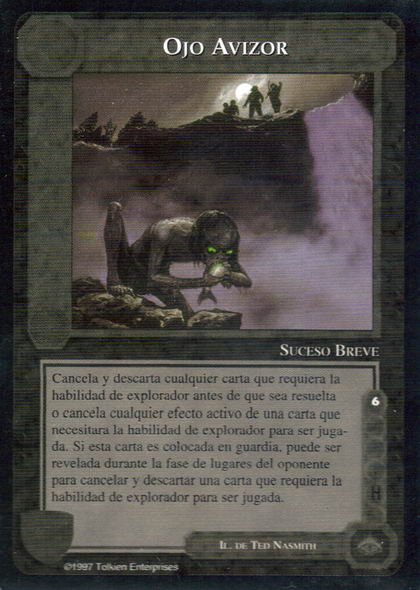 OJO AVIZOR
SUCESO BREVE
Cancela y descarta cualquier carta que requiera la
habilidad de explorador antes de que sea resuelta
o cancela cualquier efecto activo de una carta que
necesitara la habilidad de explorador para ser juga-
da. Si esta carta es colocada en guardia, puede ser
revelada durante la fase de lugares del oponente
para cancelar y descartar una carta que requiera la
habilidad de explorador para ser jugada.
6
H
IL. DE TED NASMITH
©1997 Tolkien Enterprises